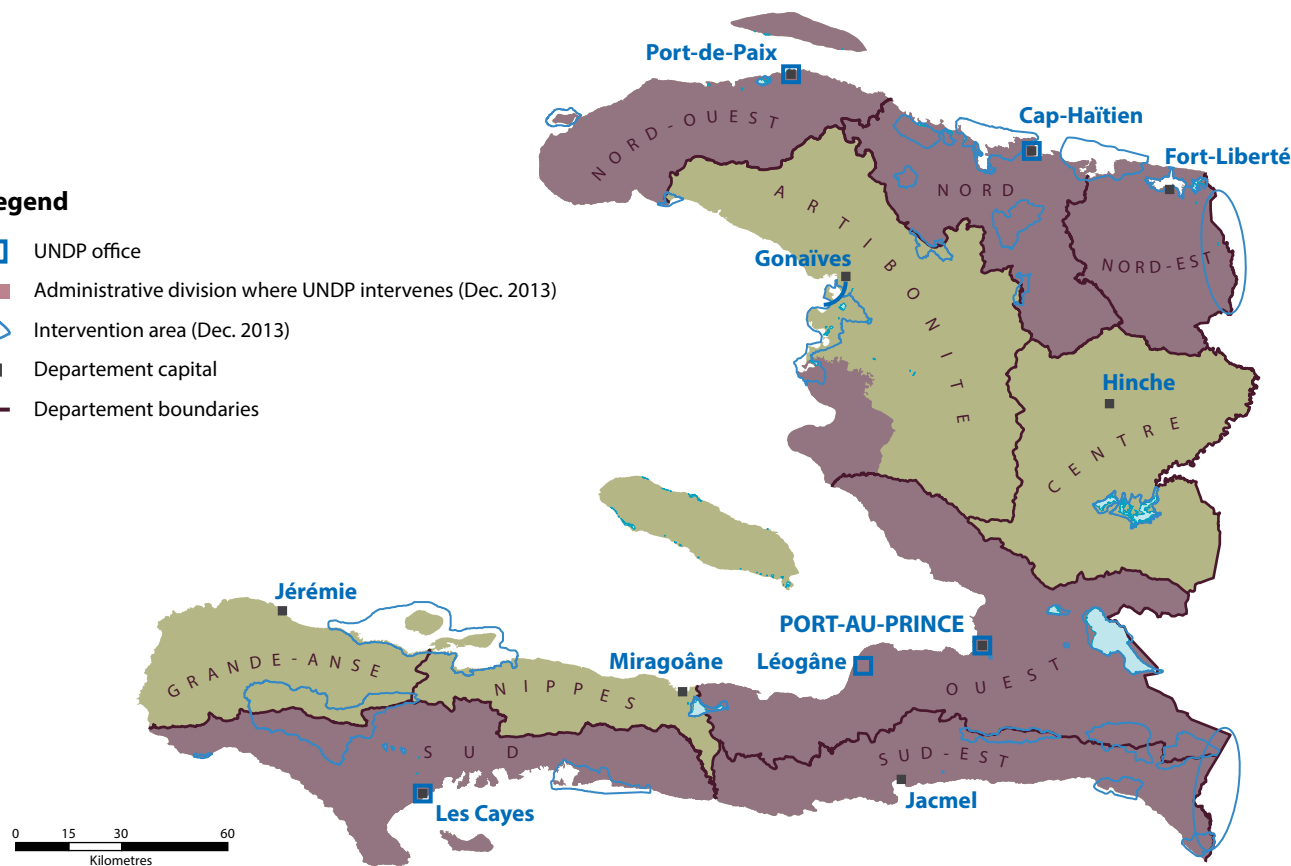 Port-de-Paix
Cap-Haïtien
Fort-Liberté
NORD-OUEST
NORD
ARTIBONITE
NORD-EST
Gonaïves
egend
UNDP office
Administrative division where UNDP intervenes (Dec. 2013)
Intervention area (Dec. 2013)
Departement capital
Departement boundaries
Hinche
CENTRE
Jérémie
PORT-AU-PRINCE
Miragoâne
Léogâne
GRANDE-ANSE
NIPPES
OUEST
SUD
SUD-EST
Les Cayes
Jacmel
0 15 30 60
Kilometres